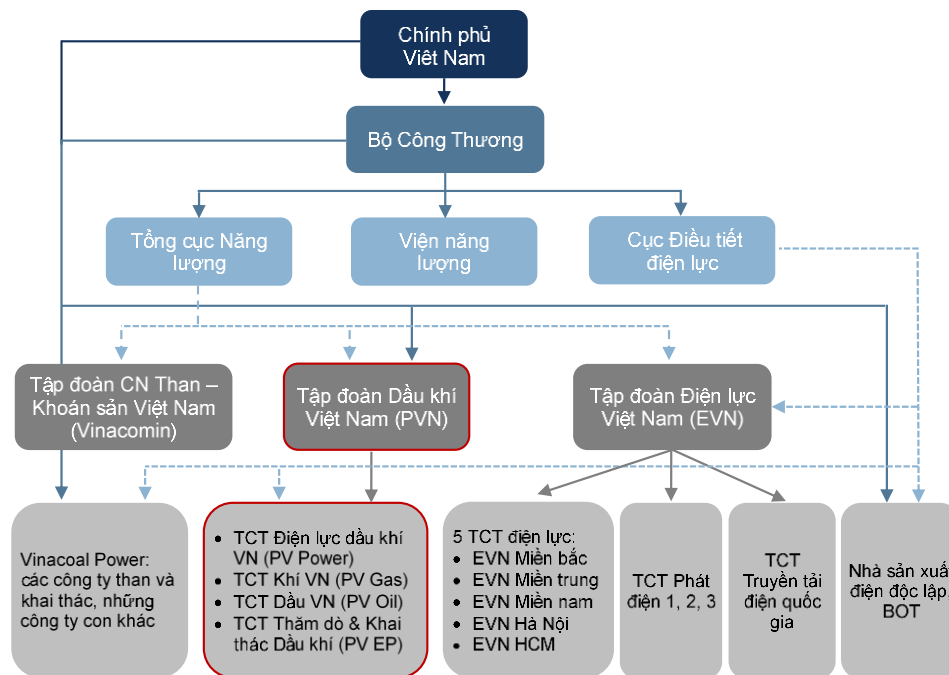 Chính phủ
Viêt Nam
Bộ Công Thương
Tổng cục Năng
lượng
Viện năng
lượng
Cục Điều tiết
điện lực
Tập đoàn CN Than –
Khoán sản Việt Nam
(Vinacomin)
Tập đoàn Dầu khí
Việt Nam (PVN)
Tập đoàn Điện lực
Việt Nam (EVN)
Vinacoal Power:
các công ty than và
khai thác, những
công ty con khác
• TCT Điện lực dầu khí
VN (PV Power)
• TCT Khí VN (PV Gas)
• TCT Dầu VN (PV Oil)
• TCT Thăm dò & Khai
thác Dầu khí (PV EP)
5 TCT điện lực:
• EVN Miền bắc
• EVN Miền trung
• EVN Miền nam
• EVN Hà Nội
• EVN HCM
TCT Phát
điện 1, 2, 3
TCT
Truyền tải
điện quốc
gia
Nhà sản xuấ
điện độc lập,
BOT